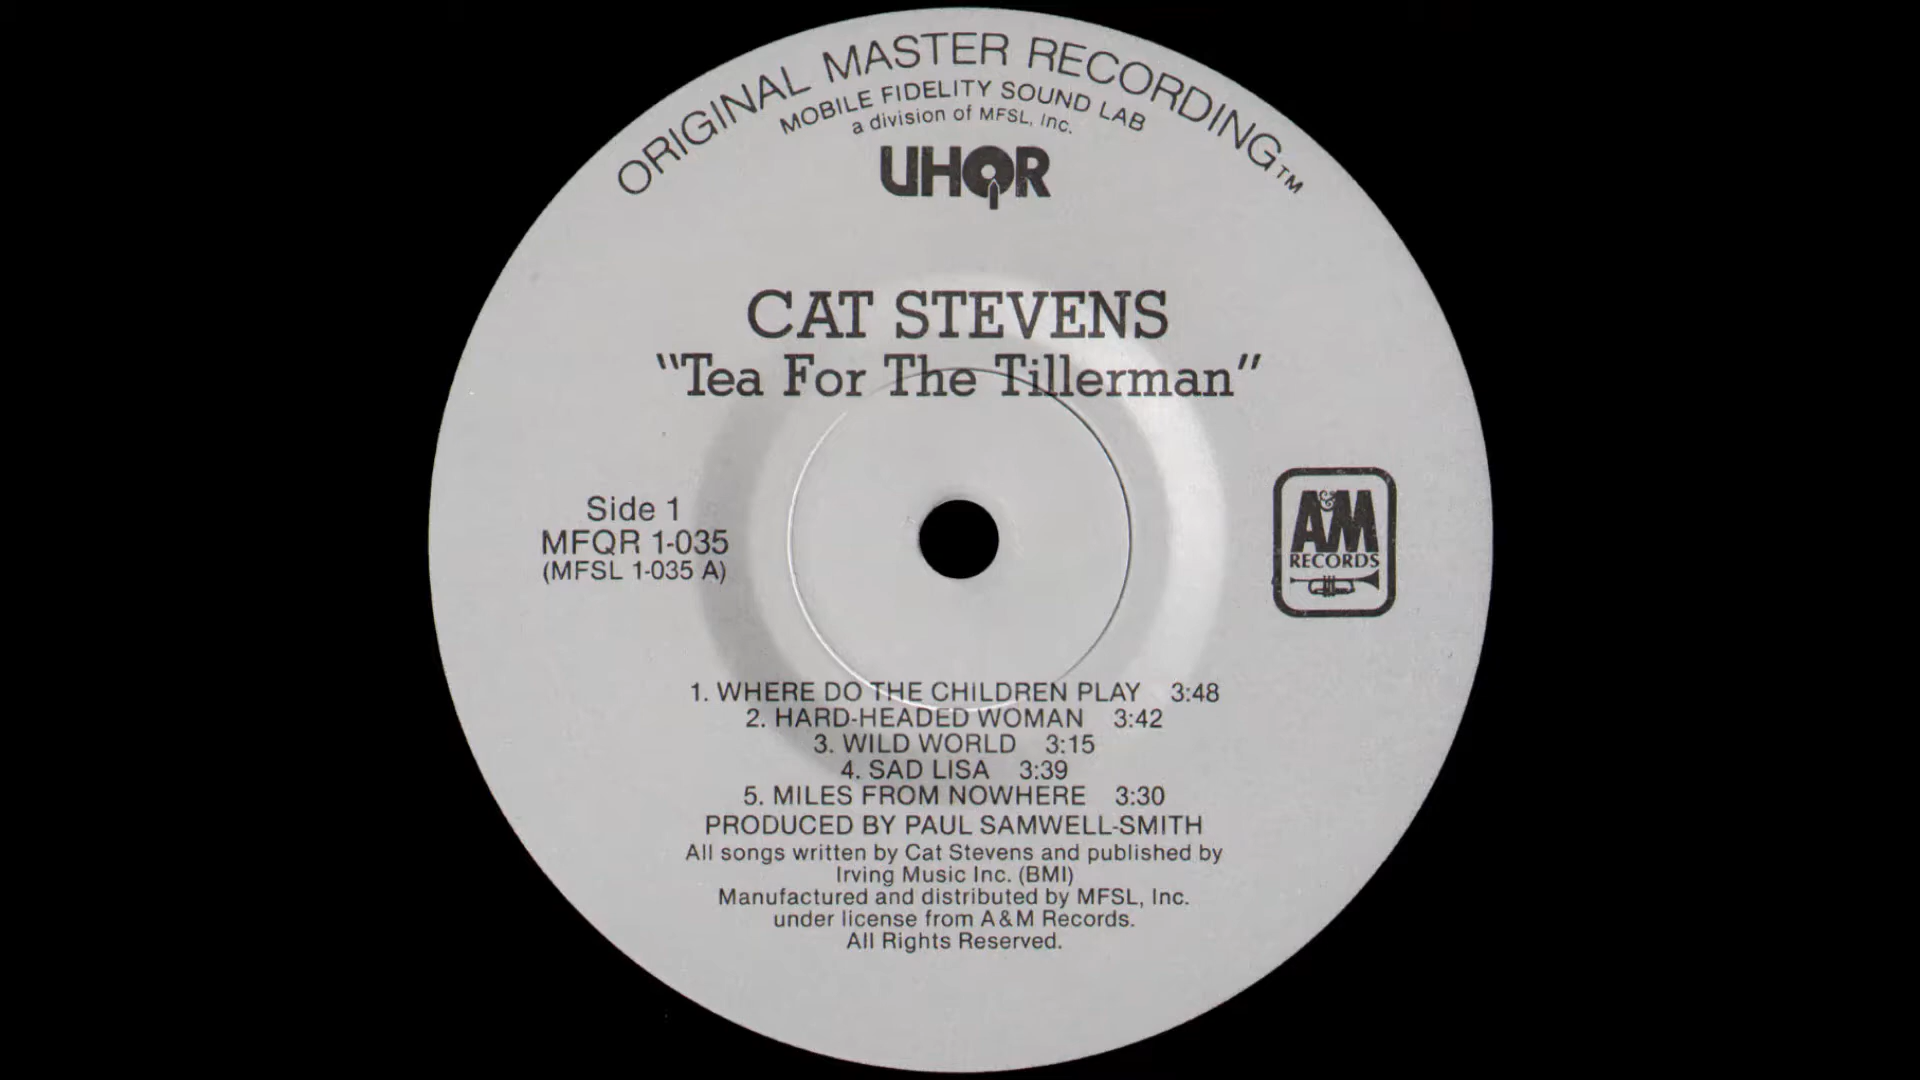 ORIGINAL MASTER RECORDING™
MOBILE FIDELITY SOUND LAB
a division of MFSL, Inc.
UHQR
CAT STEVENS
"Tea For The Tillerman"
Side 1
MFQR 1-035
(MFSL 1-035 A)
A&M
RECORDS
1. WHERE DO THE CHILDREN PLAY 3:48
2. HARD-HEADED WOMAN 3:42
3. WILD WORLD 3:15
4. SAD LISA 3:39
5. MILES FROM NOWHERE 3:30
PRODUCED BY PAUL SAMWELL-SMITH
All songs written by Cat Stevens and published by
Irving Music Inc. (BMI)
Manufactured and distributed by MFSL, Inc.
under license from A&M Records.
All Rights Reserved.